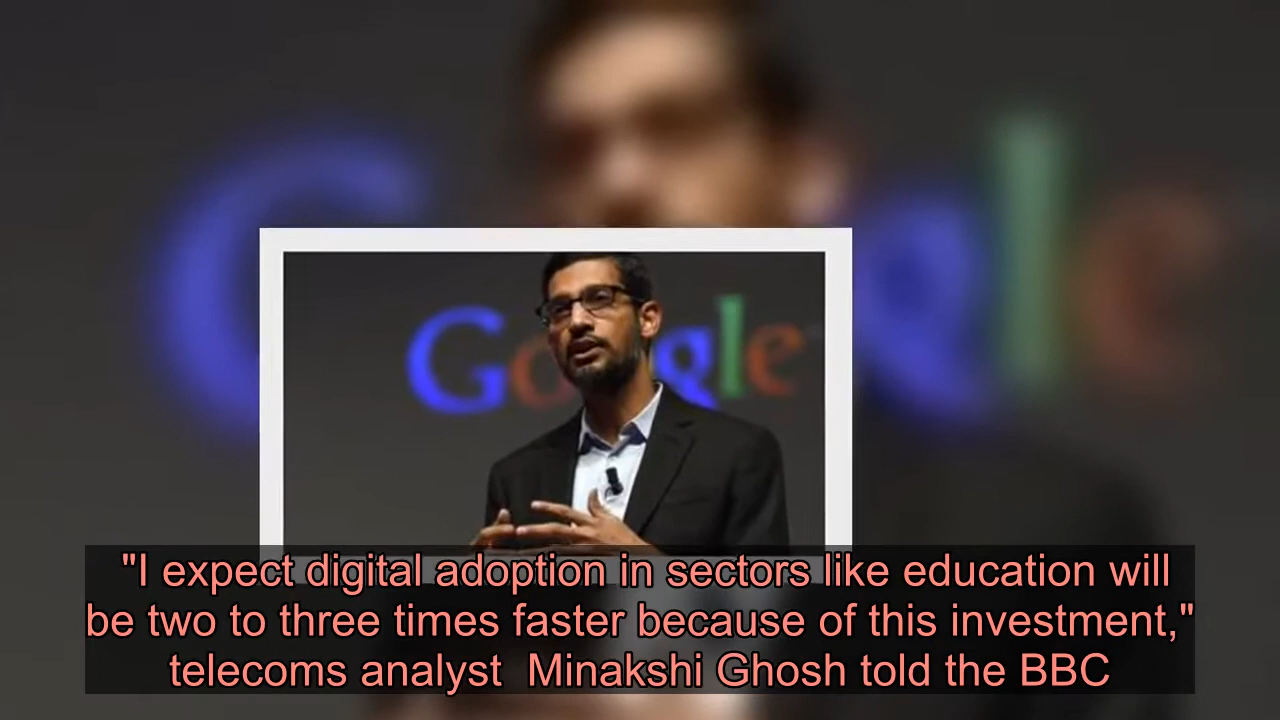 Google
"I expect digital adoption in sectors like education will
be two to three times faster because of this investment,"
telecoms analyst  Minakshi Ghosh told the BBC